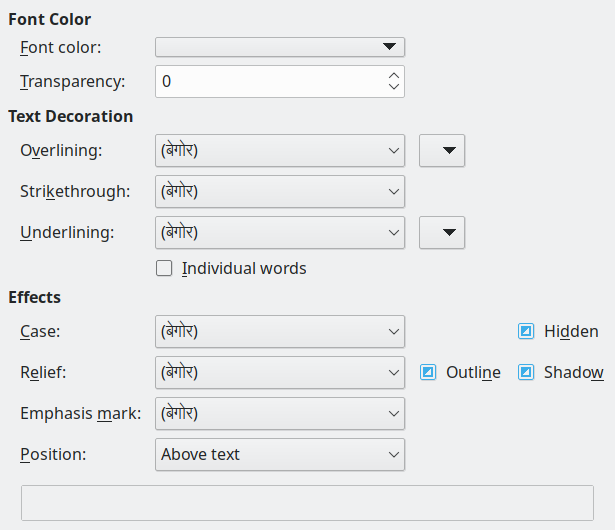 Font Color
Font color:
Transparency: 0
Text Decoration
Overlining: (बेगोर)
Strikethrough: (बेगोर)
Underlining: (बेगोर)
Individual words
Effects
Case: (बेगोर) Hidden
Relief: (बेगोर) Outline Shadow
Emphasis mark: (बेगोर)
Position: Above text